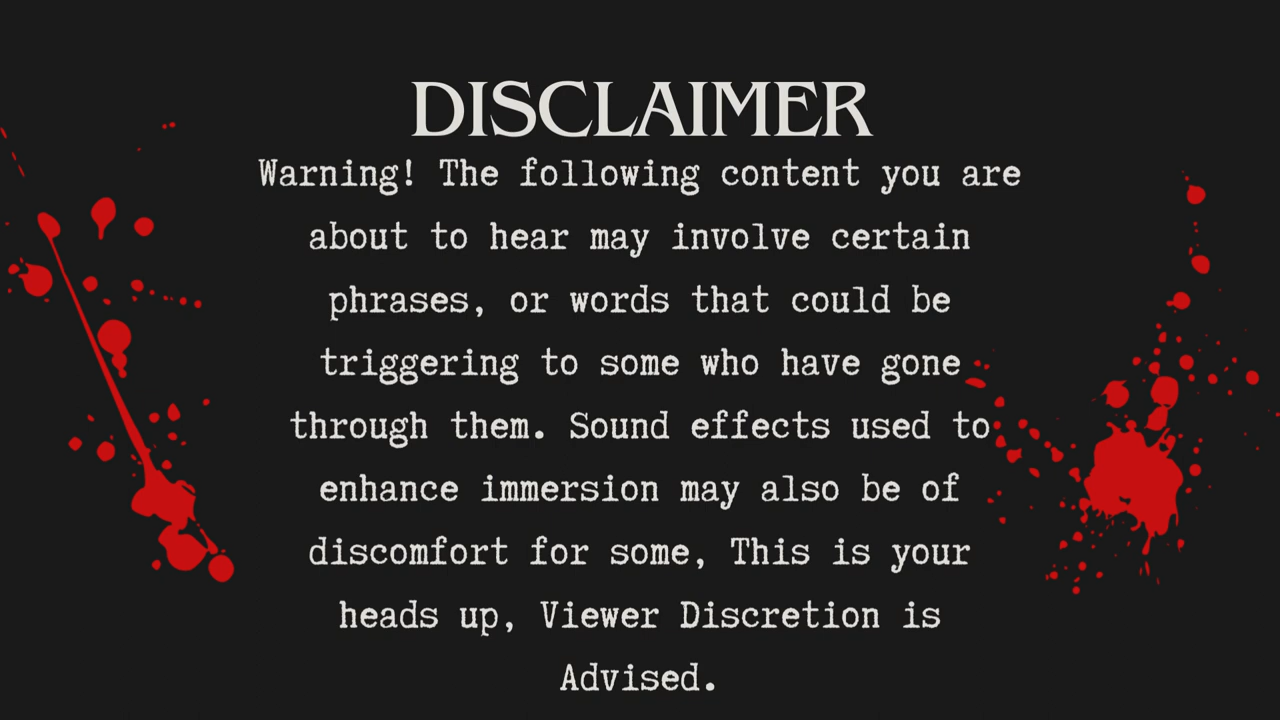 DISCLAIMER
Warning! The following content you are
about to hear may involve certain
phrases, or words that could be
triggering to some who have gone
through them. Sound effects used to
enhance immersion may also be of
discomfort for some, This is your
heads up, Viewer Discretion is
Advised.